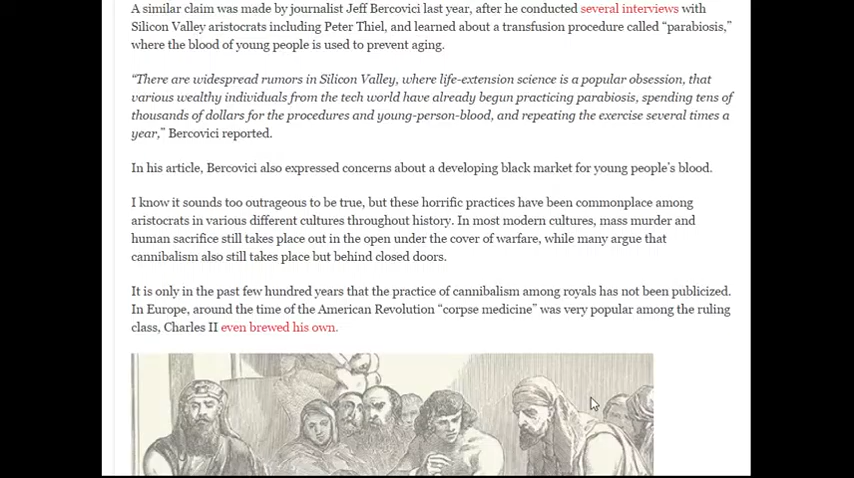 A similar claim was made by journalist Jeff Bercovici last year, after he conducted several interviews with
Silicon Valley aristocrats including Peter Thiel, and learned about a transfusion procedure called “parabiosis,”
where the blood of young people is used to prevent aging.
“There are widespread rumors in Silicon Valley, where life-extension science is a popular obsession, that
various wealthy individuals from the tech world have already begun practicing parabiosis, spending tens of
thousands of dollars for the procedures and young-person-blood, and repeating the exercise several times a
year,” Bercovici reported.
In his article, Bercovici also expressed concerns about a developing black market for young people’s blood.
I know it sounds too outrageous to be true, but these horrific practices have been commonplace among
aristocrats in various different cultures throughout history. In most modern cultures, mass murder and
human sacrifice still takes place out in the open under the cover of warfare, while many argue that
cannibalism also still takes place but behind closed doors.
It is only in the past few hundred years that the practice of cannibalism among royals has not been publicized.
In Europe, around the time of the American Revolution “corpse medicine” was very popular among the ruling
class, Charles II even brewed his own.